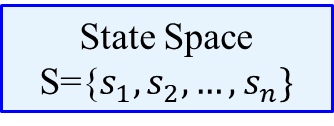 State Space
S={s₁, s₂, …, sₙ}